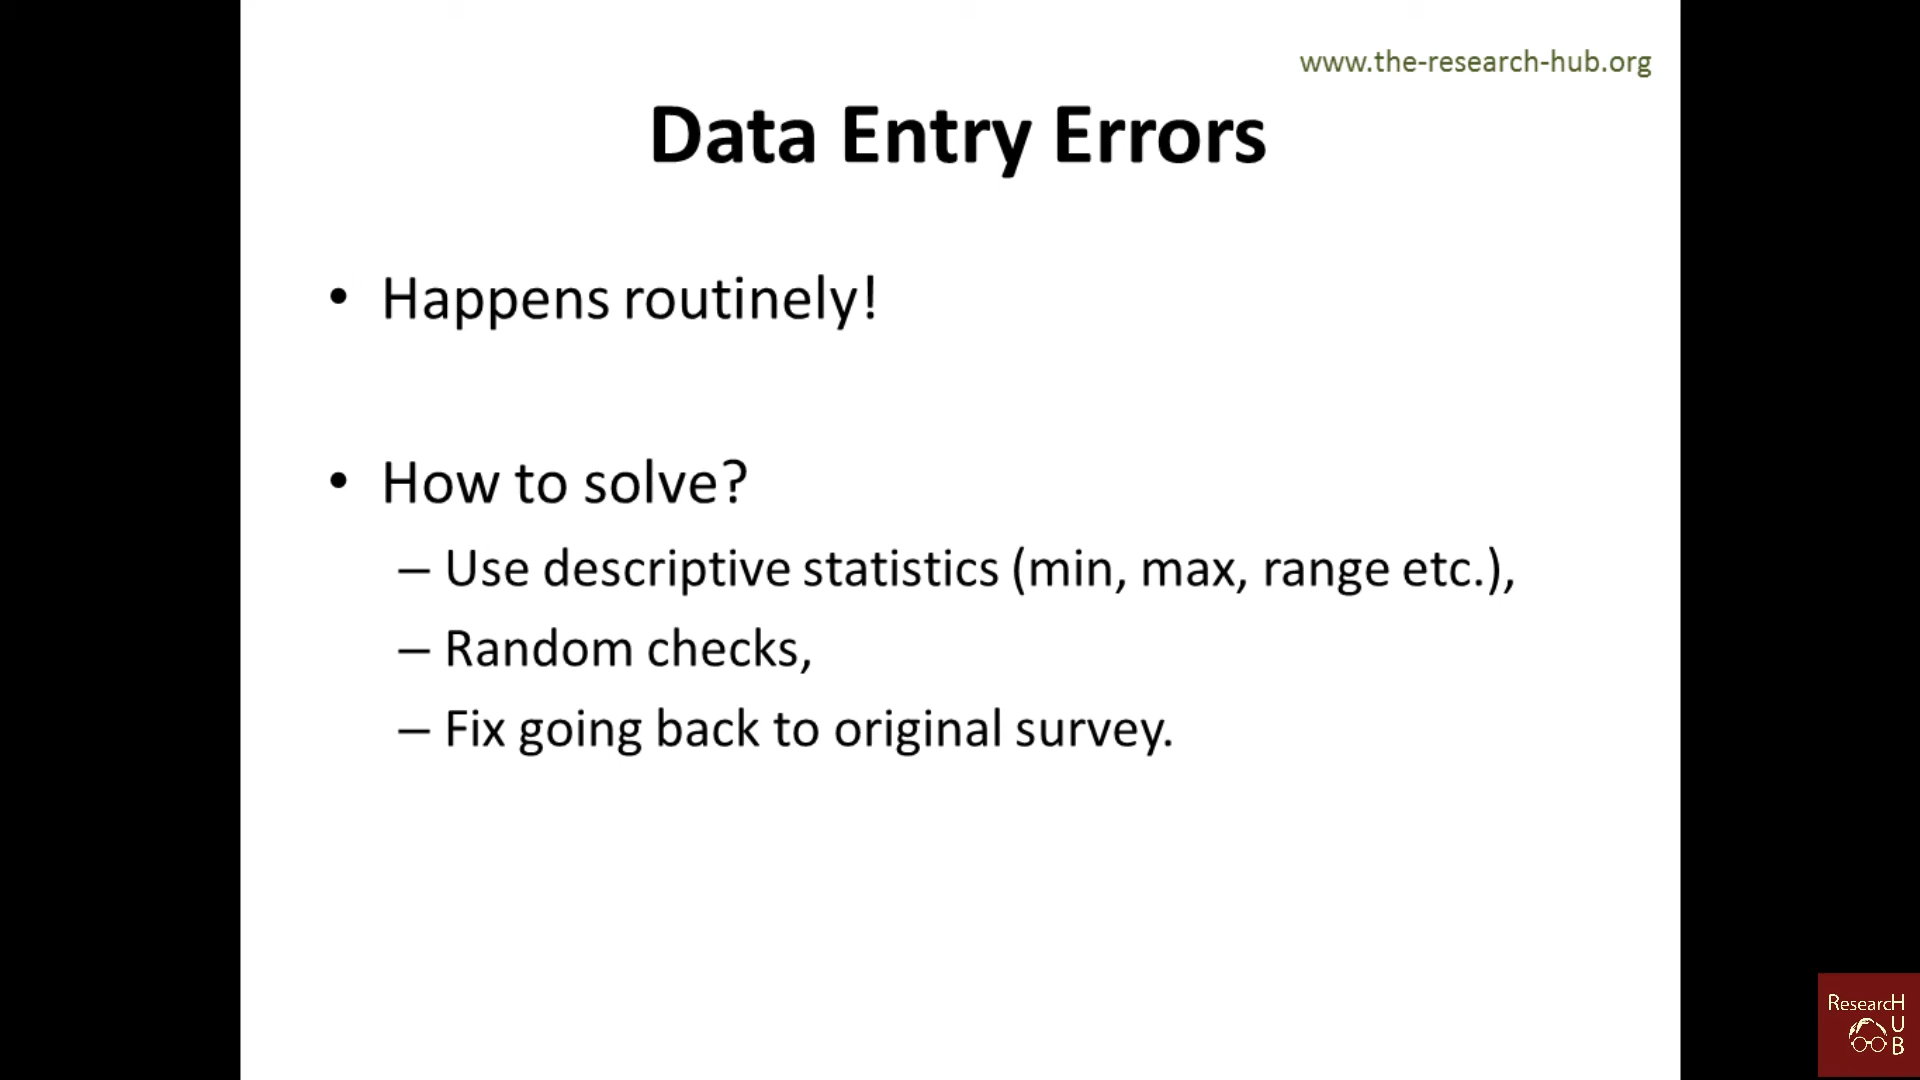 www.the-research-hub.org
Data Entry Errors
• Happens routinely!
• How to solve?
– Use descriptive statistics (min, max, range etc.),
– Random checks,
– Fix going back to original survey.
ResearcH
U
B